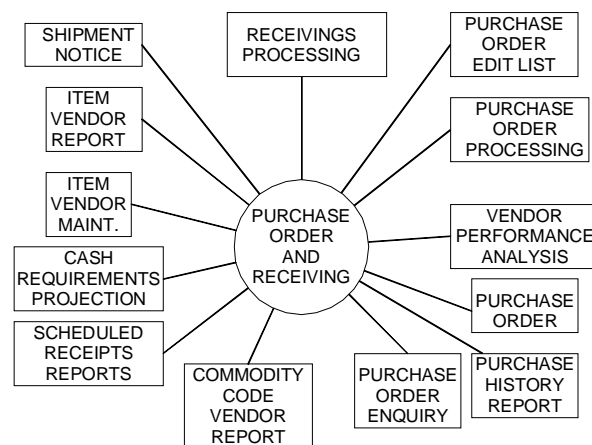 SHIPMENT
NOTICE
RECEIVINGS
PROCESSING
PURCHASE
ORDER
EDIT LIST
ITEM
VENDOR
REPORT
PURCHASE
ORDER
PROCESSING
ITEM
VENDOR
MAINT.
PURCHASE
ORDER
AND
RECEIVING
VENDOR
PERFORMANCE
ANALYSIS
CASH
REQUIREMENTS
PROJECTION
PURCHASE
ORDER
SCHEDULED
RECEIPTS
REPORTS
COMMODITY
CODE
VENDOR
REPORT
PURCHASE
ORDER
ENQUIRY
PURCHASE
HISTORY
REPORT